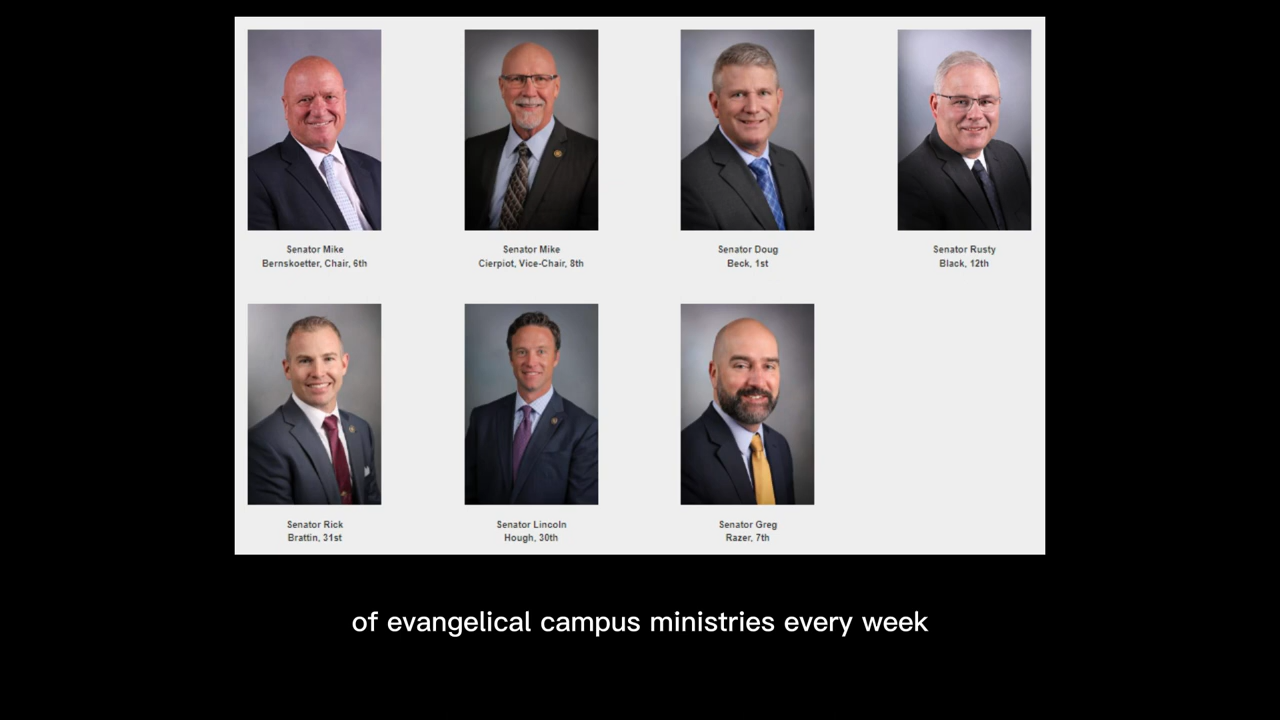 Senator Mike
Bernskoetter, Chair, 6th
Senator Mike
Cierpiot, Vice-Chair, 8th
Senator Doug
Beck, 1st
Senator Rusty
Black, 12th
Senator Rick
Brattin, 31st
Senator Lincoln
Hough, 30th
Senator Greg
Razer, 7th
of evangelical campus ministries every week